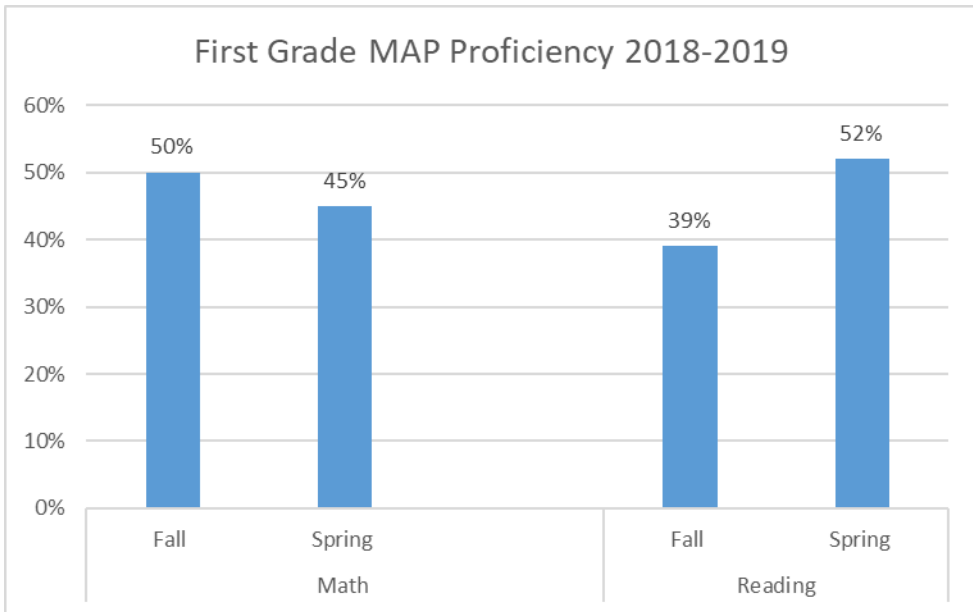 First Grade MAP Proficiency 2018-2019
60%
50%
40%
30%
20%
10%
0%
50%
45%
39%
52%
Fall
Spring
Fall
Spring
Math
Reading